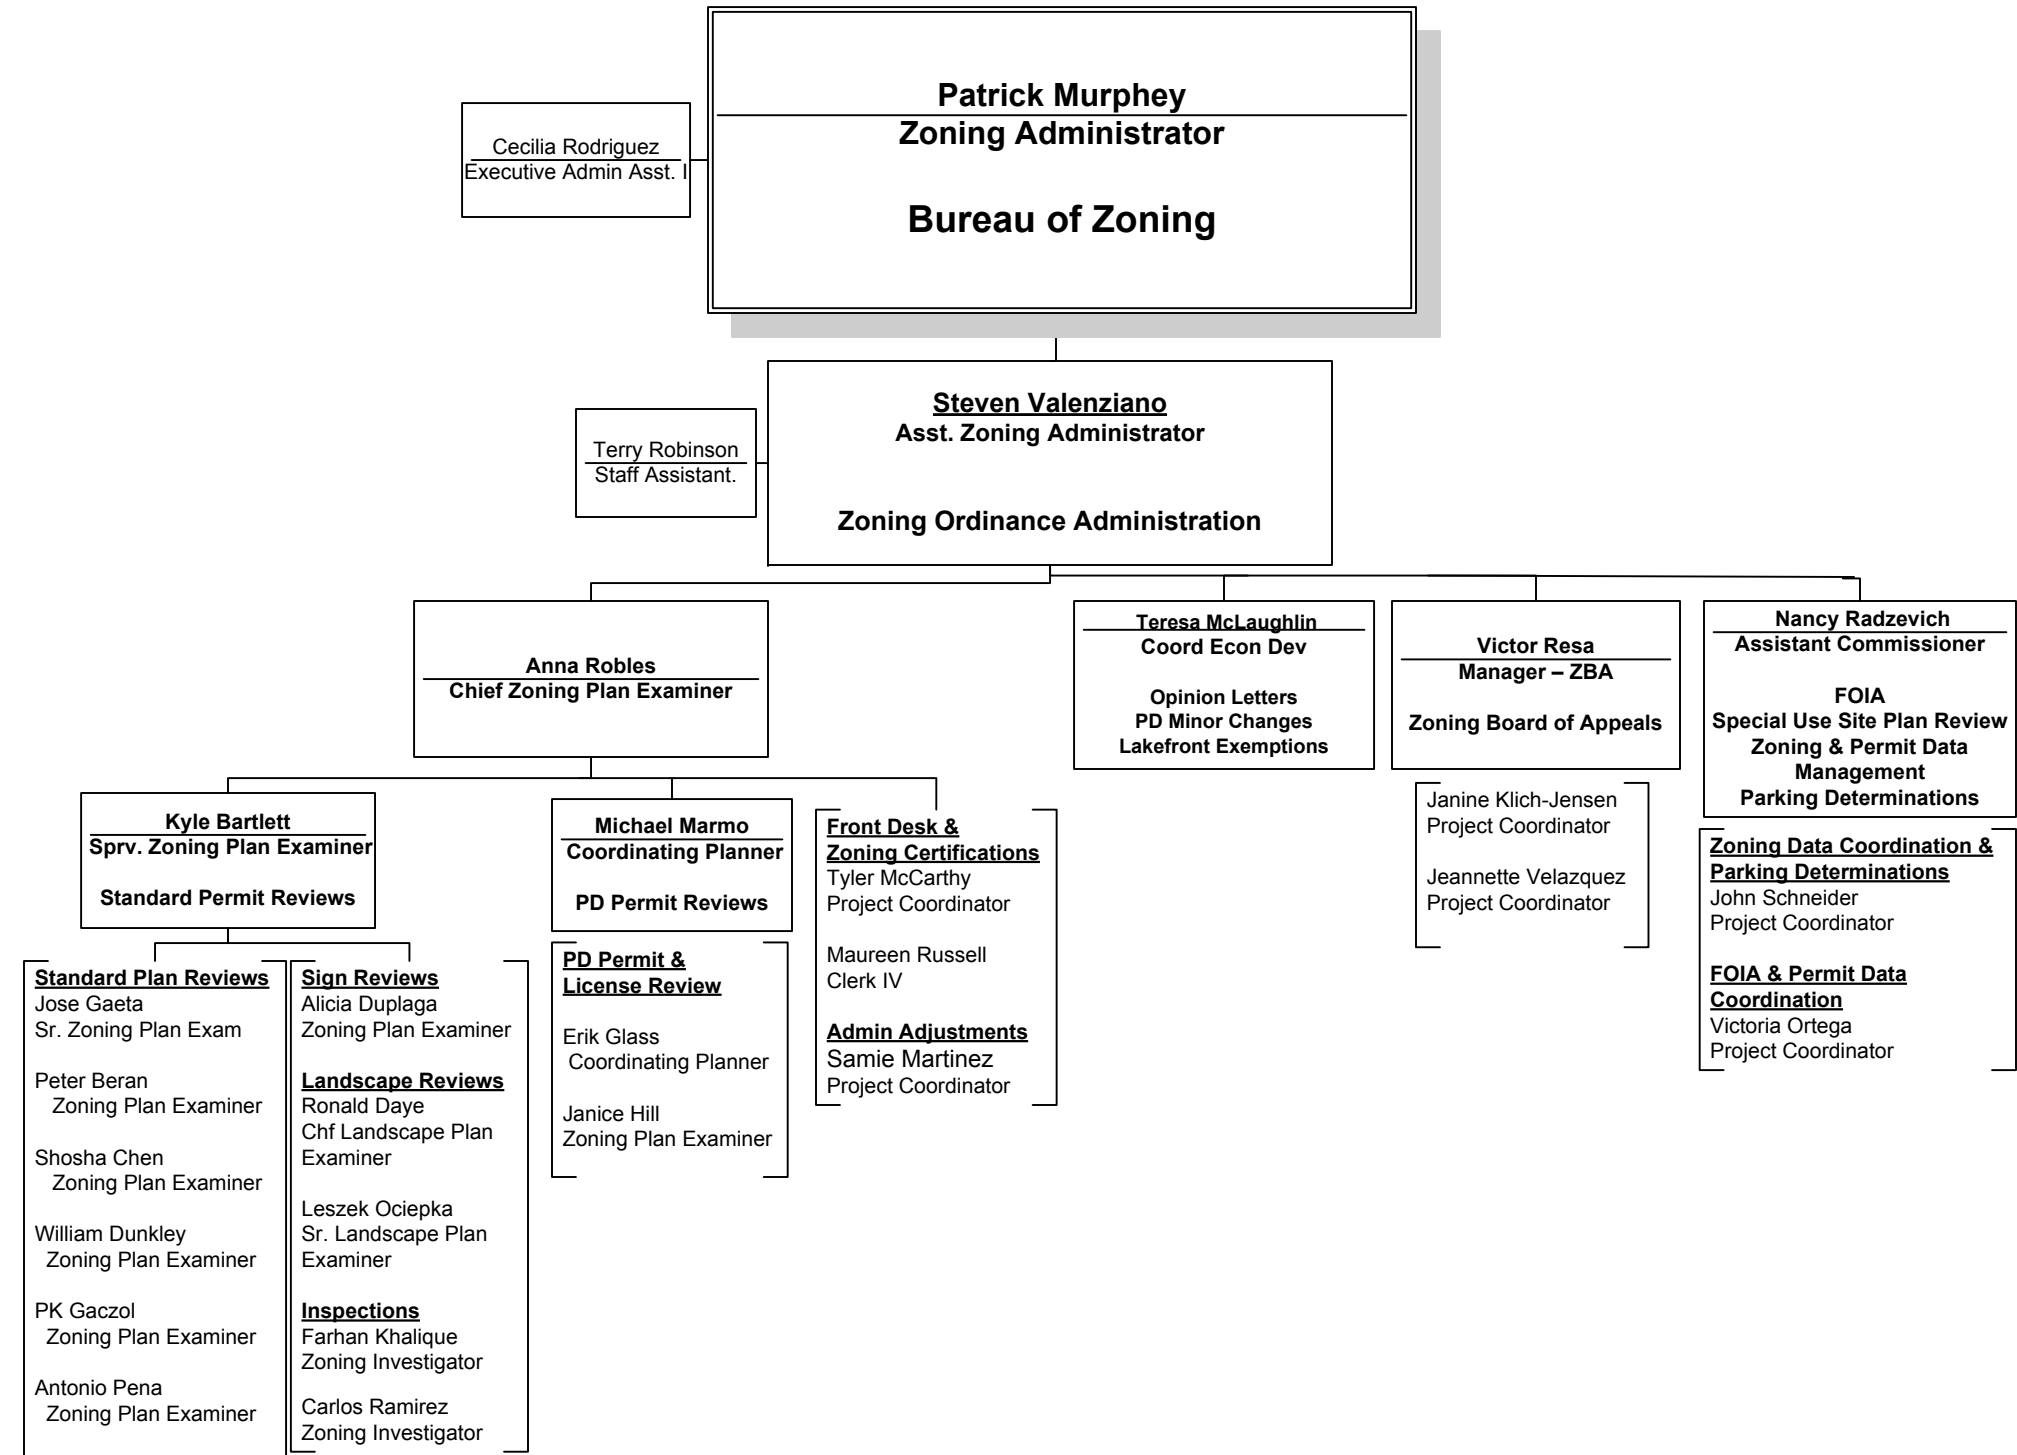 Patrick Murphey
Zoning Administrator
Bureau of Zoning
Cecilia Rodriguez
Executive Admin Asst. I
Steven Valenziano
Asst. Zoning Administrator
Zoning Ordinance Administration
Terry Robinson
Staff Assistant.
Anna Robles
Chief Zoning Plan Examiner
Teresa McLaughlin
Coord Econ Dev
Opinion Letters
PD Minor Changes
Lakefront Exemptions
Victor Resa
Manager – ZBA
Zoning Board of Appeals
Nancy Radzevich
Assistant Commissioner
FOIA
Special Use Site Plan Review
Zoning & Permit Data
Management
Parking Determinations
Kyle Bartlett
Sprv. Zoning Plan Examiner
Standard Permit Reviews
Michael Marmo
Coordinating Planner
PD Permit Reviews
Front Desk &
Zoning Certifications
Tyler McCarthy
Project Coordinator
Maureen Russell
Clerk IV
Admin Adjustments
Samie Martinez
Project Coordinator
Janine Klich-Jensen
Project Coordinator
Jeannette Velazquez
Project Coordinator
Zoning Data Coordination &
Parking Determinations
John Schneider
Project Coordinator
FOIA & Permit Data
Coordination
Victoria Ortega
Project Coordinator
Standard Plan Reviews
Jose Gaeta
Sr. Zoning Plan Exam
Peter Beran
Zoning Plan Examiner
Shosha Chen
Zoning Plan Examiner
William Dunkley
Zoning Plan Examiner
PK Gaczol
Zoning Plan Examiner
Antonio Pena
Zoning Plan Examiner
Sign Reviews
Alicia Duplaga
Zoning Plan Examiner
Landscape Reviews
Ronald Daye
Chf Landscape Plan
Examiner
Leszek Ociepka
Sr. Landscape Plan
Examiner
Inspections
Farhan Khalique
Zoning Investigator
Carlos Ramirez
Zoning Investigator
PD Permit &
License Review
Erik Glass
Coordinating Planner
Janice Hill
Zoning Plan Examiner